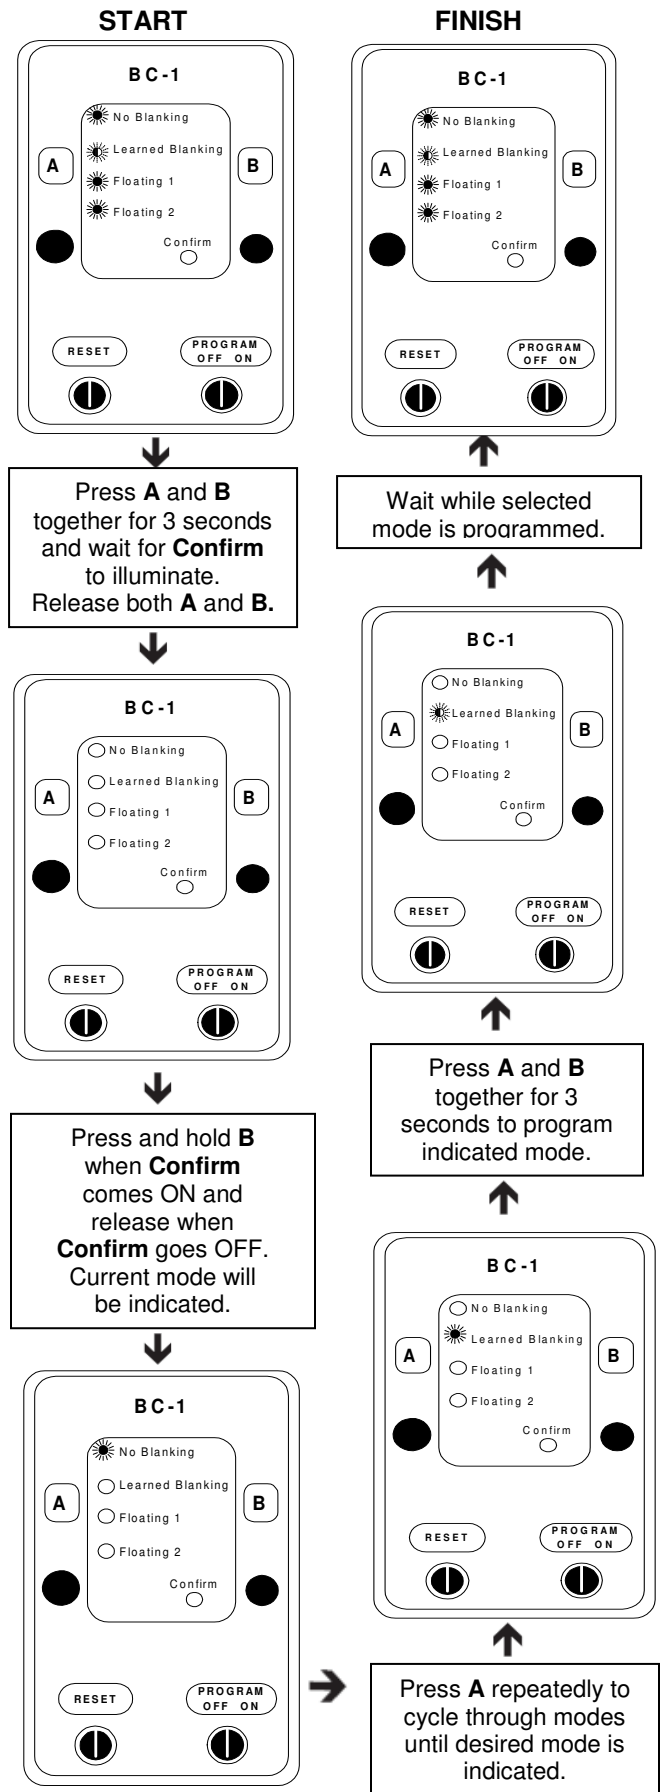 START
BC-1
No Blanking
Learned Blanking
A
B
Floating 1
Floating 2
Confirm
RESET
PROGRAM
OFF ON
Press A and B
together for 3 seconds
and wait for Confirm
to illuminate.
Release both A and B.
BC-1
No Blanking
Learned Blanking
A
B
Floating 1
Floating 2
Confirm
RESET
PROGRAM
OFF ON
Press and hold B
when Confirm
comes ON and
release when
Confirm goes OFF.
Current mode will
be indicated.
BC-1
No Blanking
Learned Blanking
A
B
Floating 1
Floating 2
Confirm
RESET
PROGRAM
OFF ON
Press A repeatedly to
cycle through modes
until desired mode is
indicated.
BC-1
No Blanking
Learned Blanking
A
B
Floating 1
Floating 2
Confirm
RESET
PROGRAM
OFF ON
Press A and B
together for 3
seconds to program
indicated mode.
BC-1
No Blanking
Learned Blanking
A
B
Floating 1
Floating 2
Confirm
RESET
PROGRAM
OFF ON
Wait while selected
mode is programmed.
FINISH
BC-1
No Blanking
Learned Blanking
A
B
Floating 1
Floating 2
Confirm
RESET
PROGRAM
OFF ON